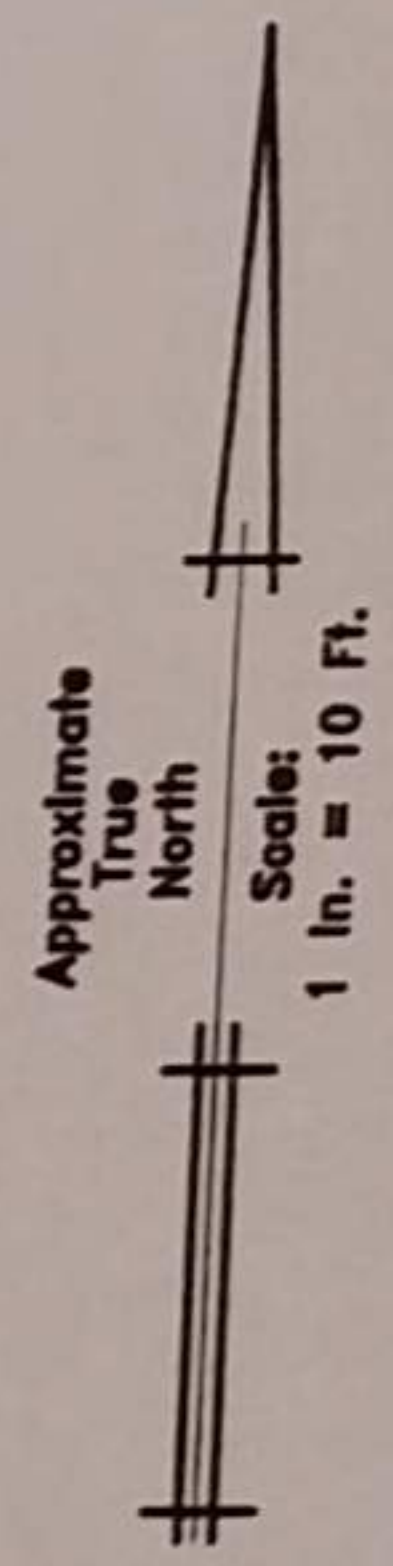 Approximate
True
North
Scale:
1 In. = 10 Ft.